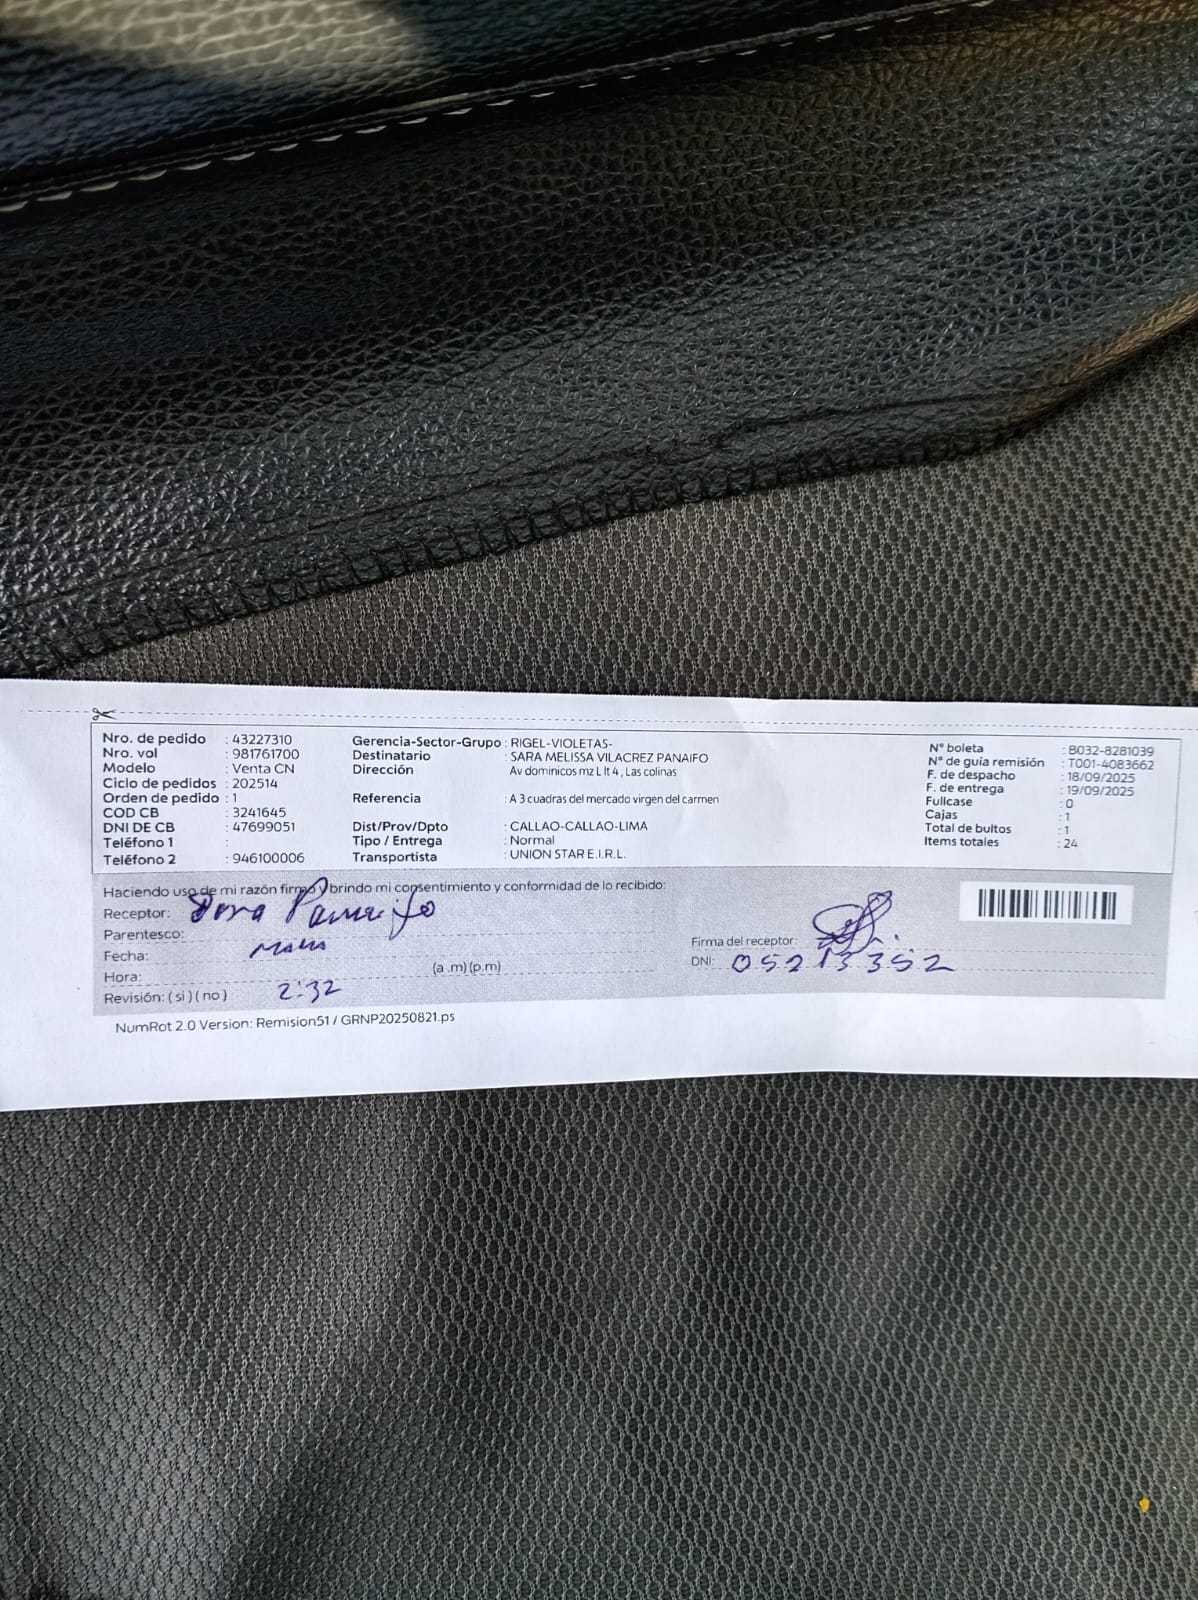 Nro. de pedido : 43227310
Nro. vol : 981761700
Modelo : Venta CN
Ciclo de pedidos : 202514
Orden de pedido : 1
COD CB : 3241645
DNI DE CB : 47699051
Teléfono 1 :
Teléfono 2 : 946100006
Gerencia-Sector-Grupo : RIGEL-VIOLETAS-
Destinatario : SARA MELISSA VILACREZ PANAIFO
Dirección Av dominicos mz L lt 4 , Las colinas
Referencia : A 3 cuadras del mercado virgen del carmen
Dist/Prov/Dpto : CALLAO-CALLAO-LIMA
Tipo / Entrega : Normal
Transportista : UNION STAR E.I.R.L.
N° boleta : B032-8281039
N° de guía remisión : T001-4083662
F. de despacho : 18/09/2025
F. de entrega : 19/09/2025
Fullcase : 0
Cajas : 1
Total de bultos : 1
Items totales : 24
Haciendo uso de mi razón firmo y brindo mi consentimiento y conformidad de lo recibido:
Receptor: Panaifo
Parentesco:
Fecha:
Hora: (a .m) (p.m)
Revisión: ( si ) ( no ) 2:32
Firma del receptor:
DNI: 05213352
NumRot 2.0 Version: Remision51 / GRNP20250821.ps